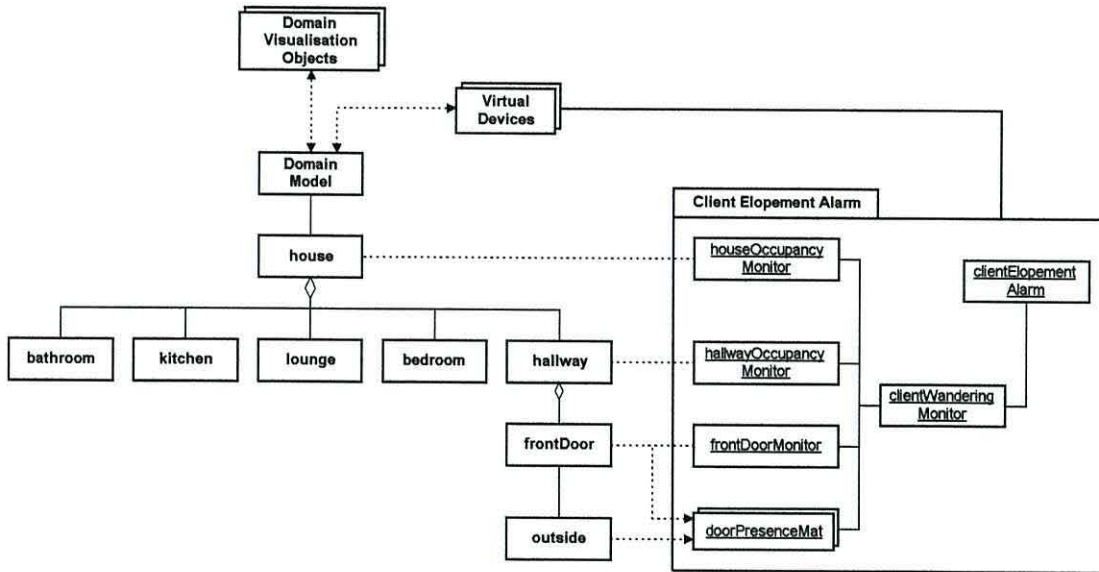 Domain
Visualisation
Objects
Virtual
Devices
Domain
Model
Client Elopement Alarm
house
houseOccupancy
Monitor
clientElopement
Alarm
bathroom
kitchen
lounge
bedroom
hallway
hallwayOccupancy
Monitor
clientWandering
Monitor
frontDoor
frontDoorMonitor
outside
doorPresenceMat